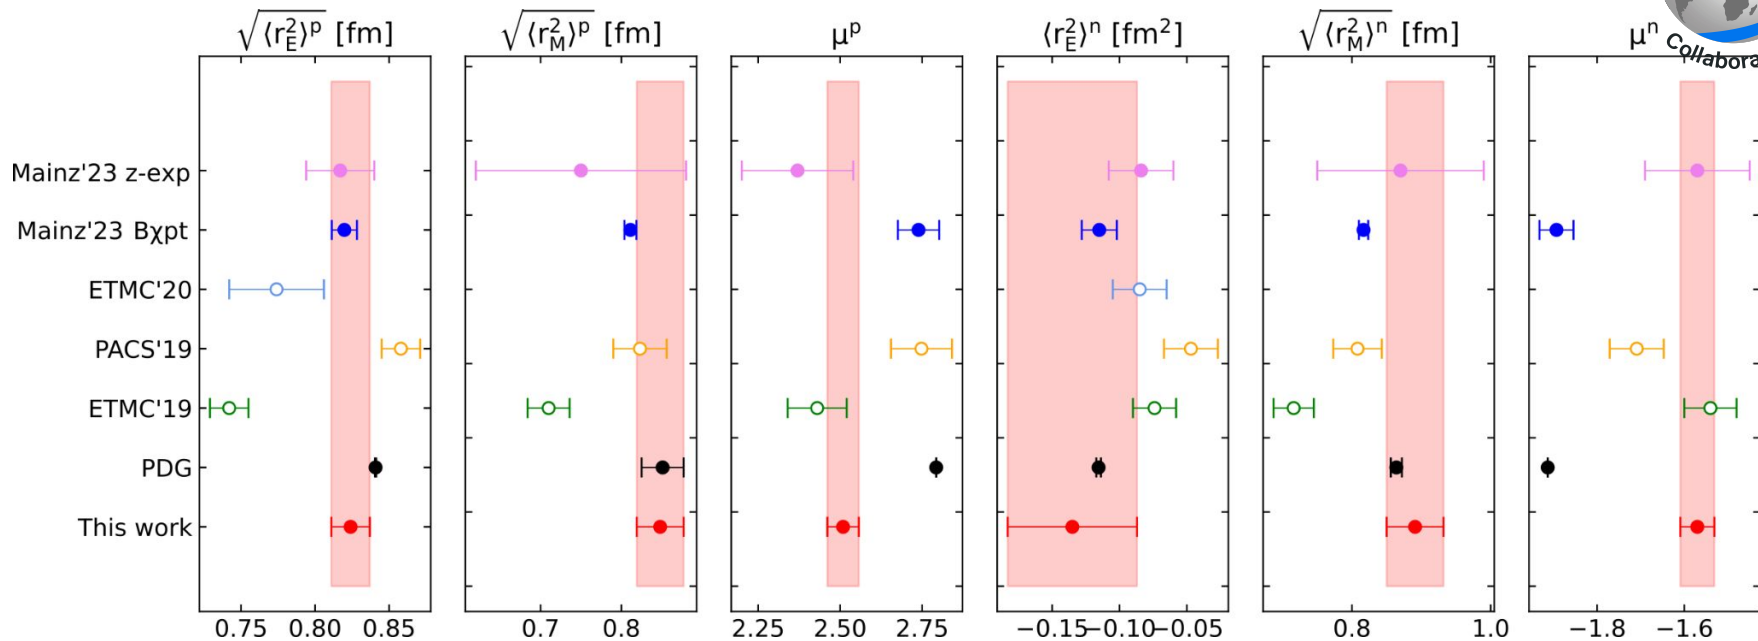 √⟨r²_E⟩ᵖ [fm]
√⟨r²_M⟩ᵖ [fm]
μᵖ
⟨r²_E⟩ⁿ [fm²]
√⟨r²_M⟩ⁿ [fm]
μⁿ
Collabora
Mainz'23 z-exp
Mainz'23 Bχpt
ETMC'20
PACS'19
ETMC'19
PDG
This work
0.75 0.80 0.85
0.7 0.8
2.25 2.50 2.75
−0.15 −0.10 −0.05
0.8 1.0
−1.8 −1.6